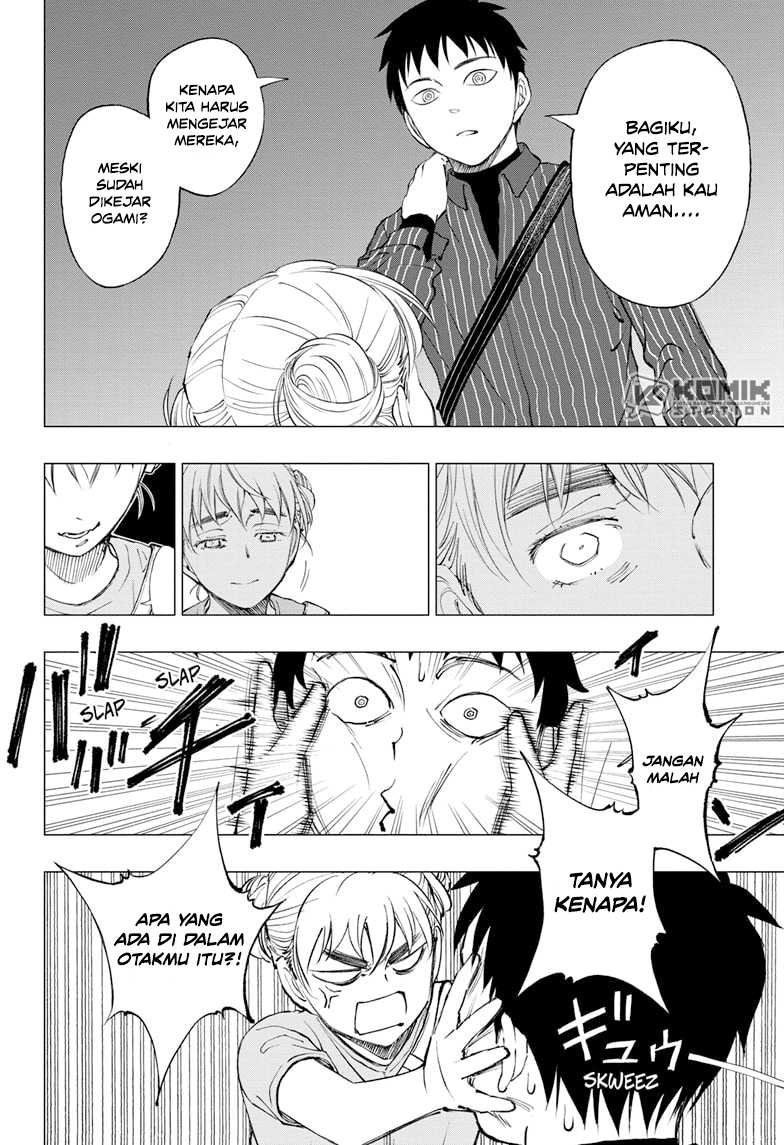 BAGIKU,
YANG TER-
PENTING
ADALAH KAU
AMAN....
KENAPA
KITA HARUS
MENGEJAR
MEREKA,
MESKI
SUDAH
DIKEJAR
OGAMI?
KOMIK
STATION
SLAP
SLAP
SLAP
JANGAN
MALAH
TANYA
KENAPA!
APA YANG
ADA DI DALAM
OTAKMU ITU?!
ギュウ
SKWEEZ